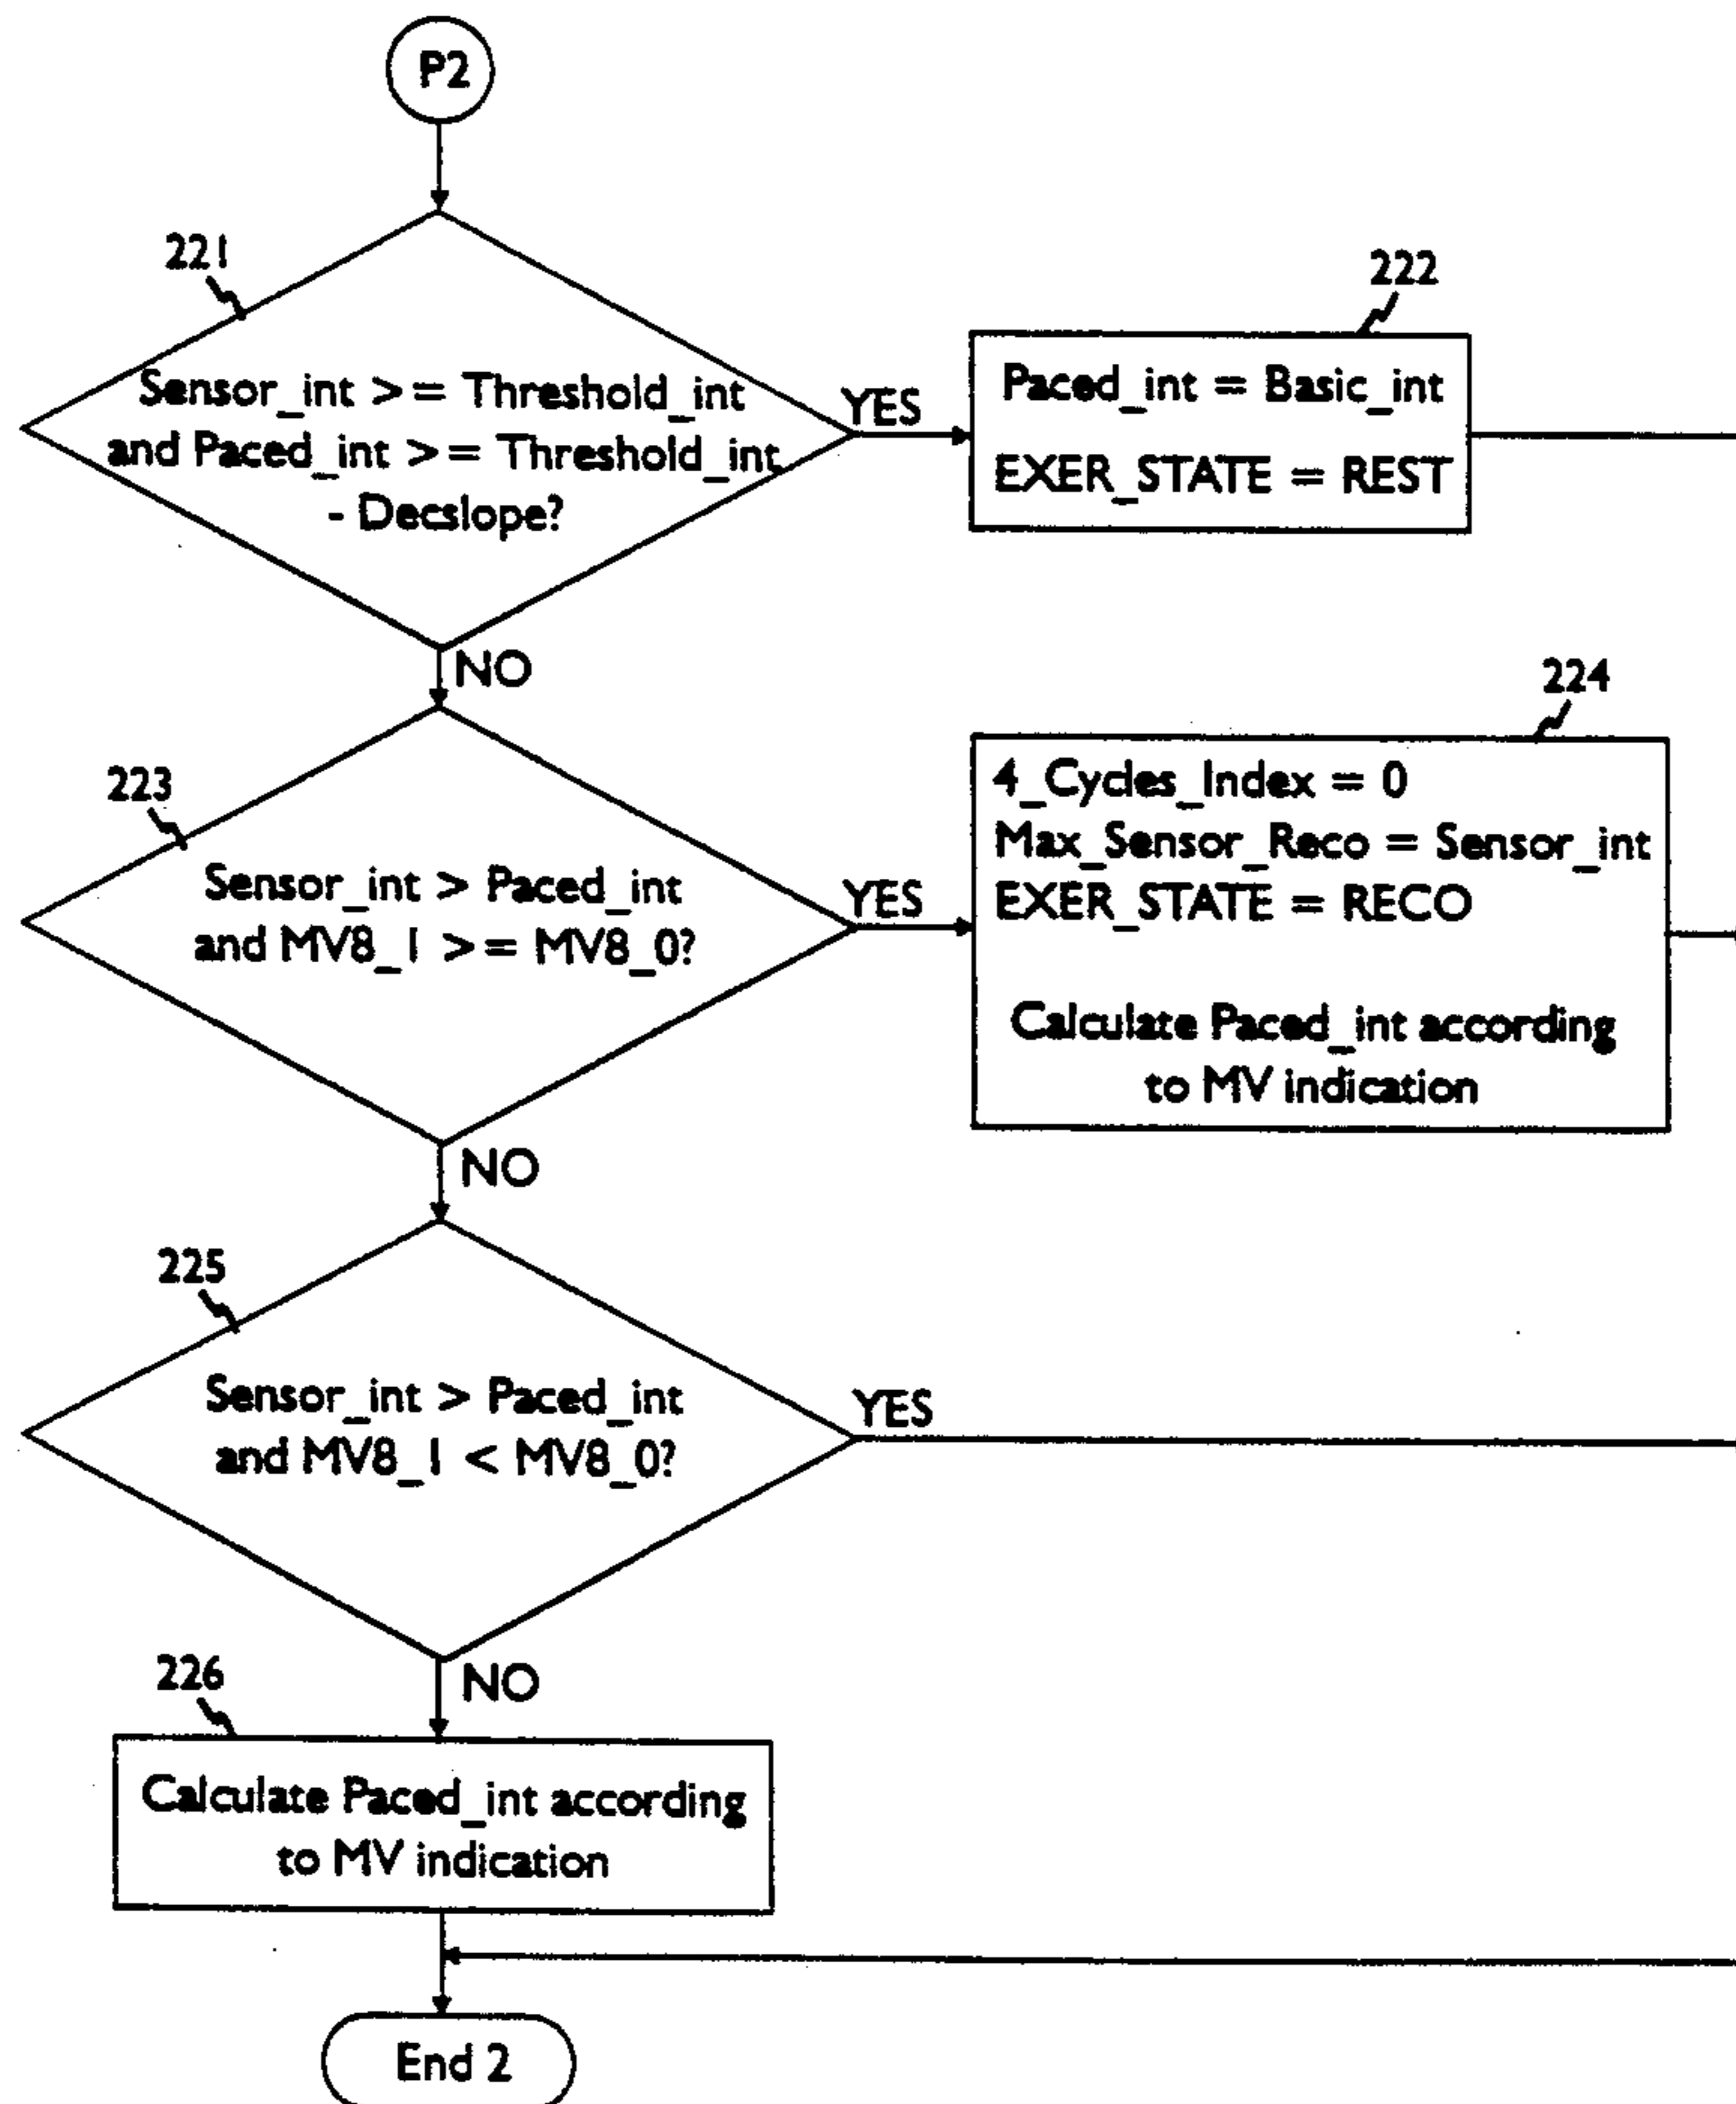 P2
221
Sensor_int >= Threshold_int
and Paced_int >= Threshold_int
- Decslope?
YES
222
Paced_int = Basic_int
EXER_STATE = REST
NO
223
Sensor_int > Paced_int
and MV8_1 >= MV8_0?
YES
224
4_Cycles_Index = 0
Max_Sensor_Reco = Sensor_int
EXER_STATE = RECO
Calculate Paced_int according
to MV indication
NO
225
Sensor_int > Paced_int
and MV8_1 < MV8_0?
YES
NO
226
Calculate Paced_int according
to MV indication
End 2